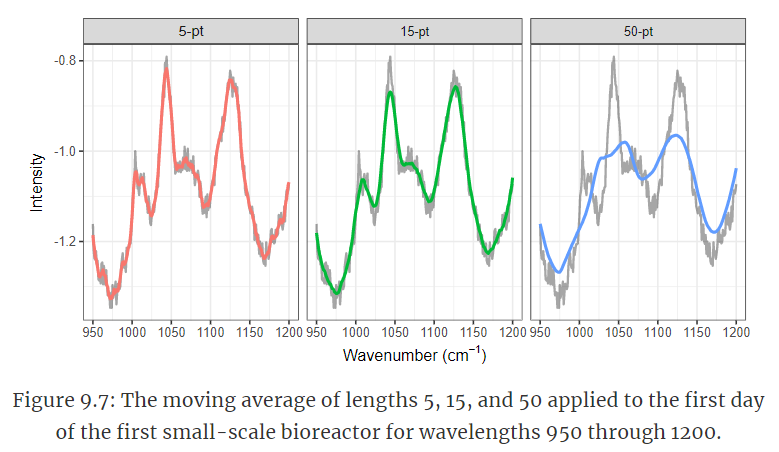 5-pt 15-pt 50-pt
-0.8
-1.0
-1.2
Intensity
950 1000 1050 1100 1150 1200 950 1000 1050 1100 1150 1200 950 1000 1050 1100 1150 1200
Wavenumber (cm⁻¹)
Figure 9.7: The moving average of lengths 5, 15, and 50 applied to the first day
of the first small-scale bioreactor for wavelengths 950 through 1200.